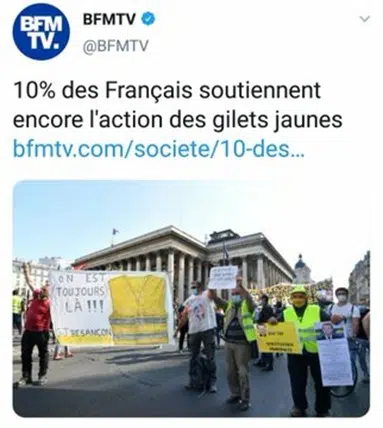 BFM
TV.
BFMTV
@BFMTV
10% des Français soutiennent
encore l'action des gilets jaunes
bfmtv.com/societe/10-des...
ON EST
TOUJOURS
LÀ !!!
BESANÇON